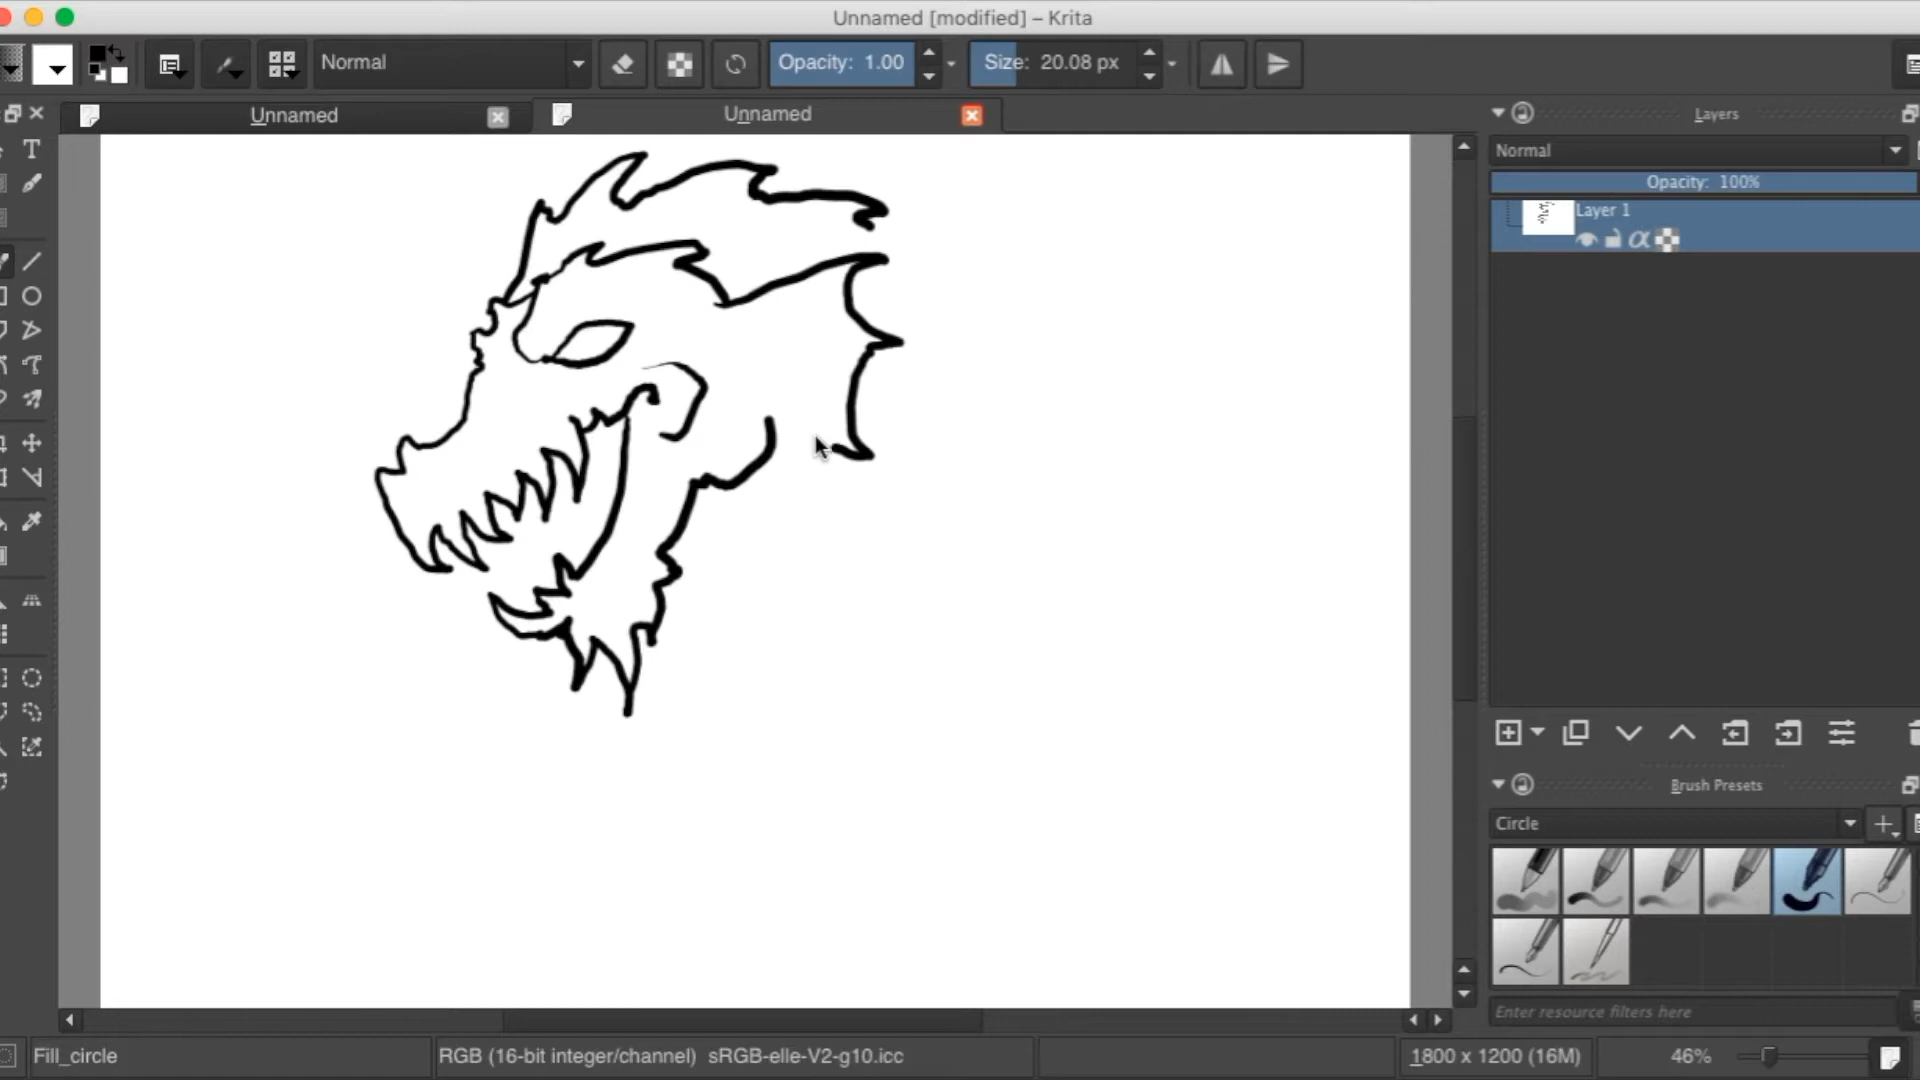 Unnamed [modified] – Krita
Normal
Opacity: 1.00
Size: 20.08 px
Unnamed
Unnamed
Layers
Normal
Opacity: 100%
Layer 1
Brush Presets
Circle
Enter resource filters here
Fill_circle
RGB (16-bit integer/channel) sRGB-elle-V2-g10.icc
1800 x 1200 (16M)
46%